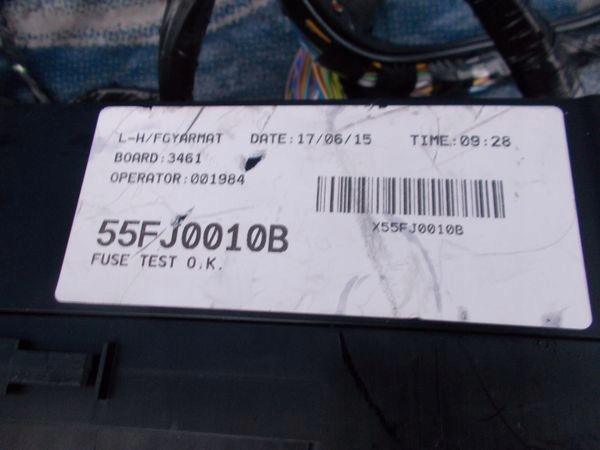 L-H/FGYARMAT DATE:17/06/15 TIME:09:28
BOARD:3461
OPERATOR:001984
X55FJ0010B
55FJ0010B
FUSE TEST O.K.